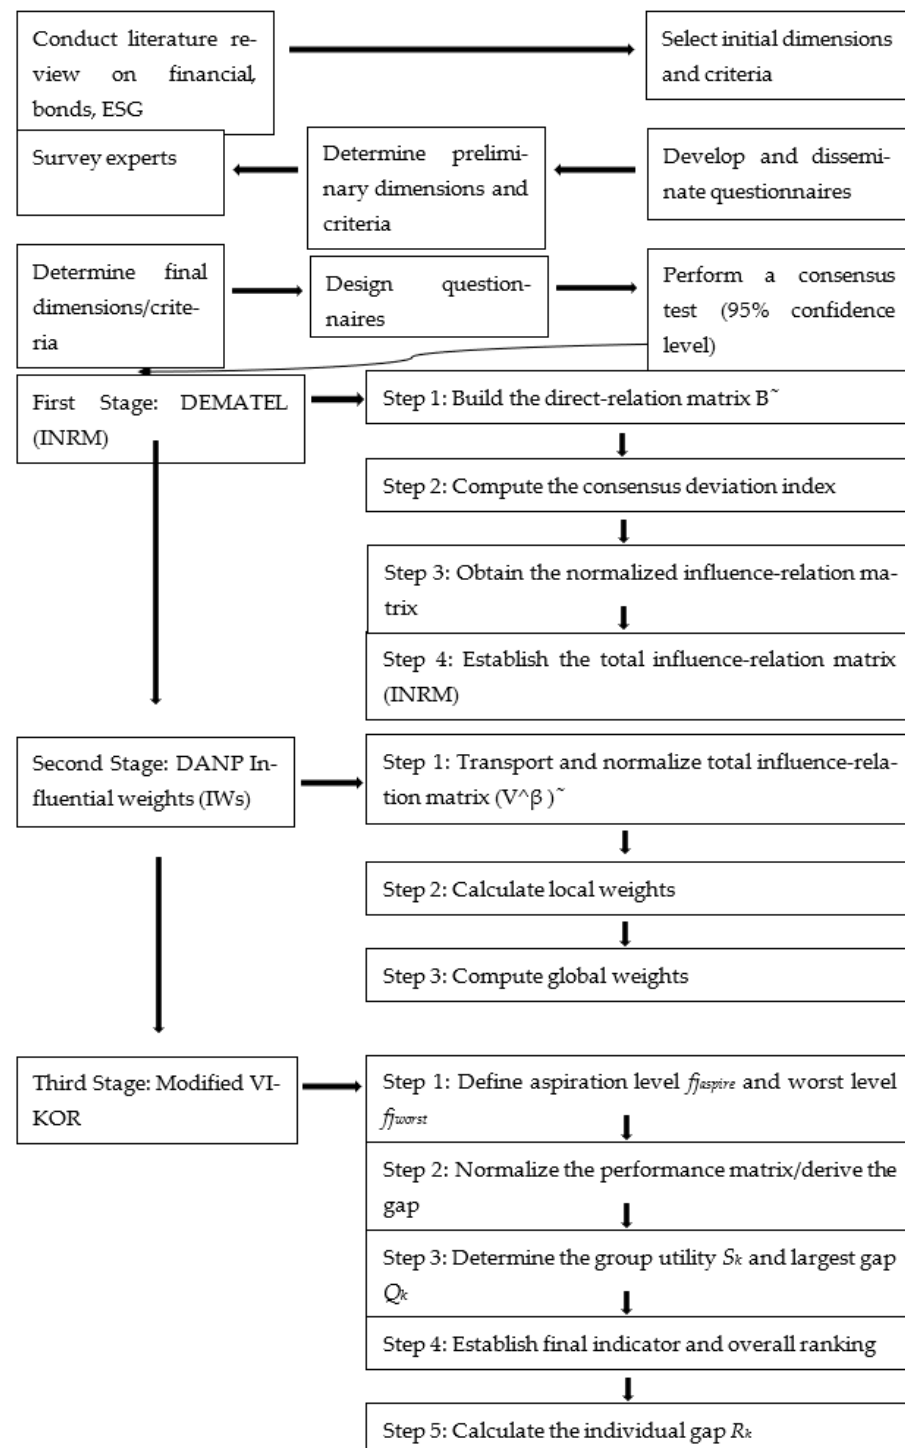 Conduct literature re-
view on financial,
bonds, ESG
Select initial dimensions
and criteria
Survey experts
Determine prelimi-
nary dimensions and
criteria
Develop and dissemi-
nate questionnaires
Determine final
dimensions/crite-
ria
Design question-
naires
Perform a consensus
test (95% confidence
level)
First Stage: DEMATEL
(INRM)
Step 1: Build the direct-relation matrix B˜
Step 2: Compute the consensus deviation index
Step 3: Obtain the normalized influence-relation ma-
trix
Step 4: Establish the total influence-relation matrix
(INRM)
Second Stage: DANP In-
fluential weights (IWs)
Step 1: Transport and normalize total influence-rela-
tion matrix (V^β )˜
Step 2: Calculate local weights
Step 3: Compute global weights
Third Stage: Modified VI-
KOR
Step 1: Define aspiration level fjaspire and worst level
fjworst
Step 2: Normalize the performance matrix/derive the
gap
Step 3: Determine the group utility Sk and largest gap
Qk
Step 4: Establish final indicator and overall ranking
Step 5: Calculate the individual gap Rk